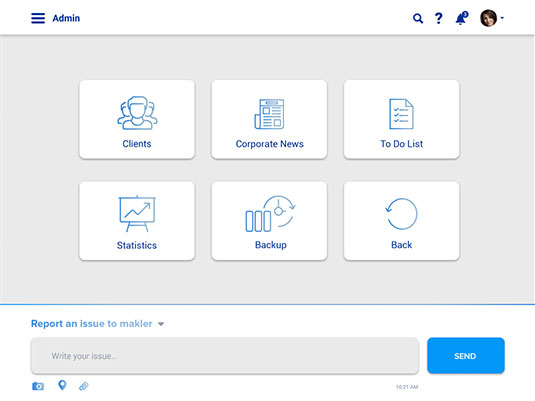 Admin
?
3
Clients
Corporate News
To Do List
Statistics
Backup
Back
Report an issue to makler
Write your issue..
SEND
10:21 AM